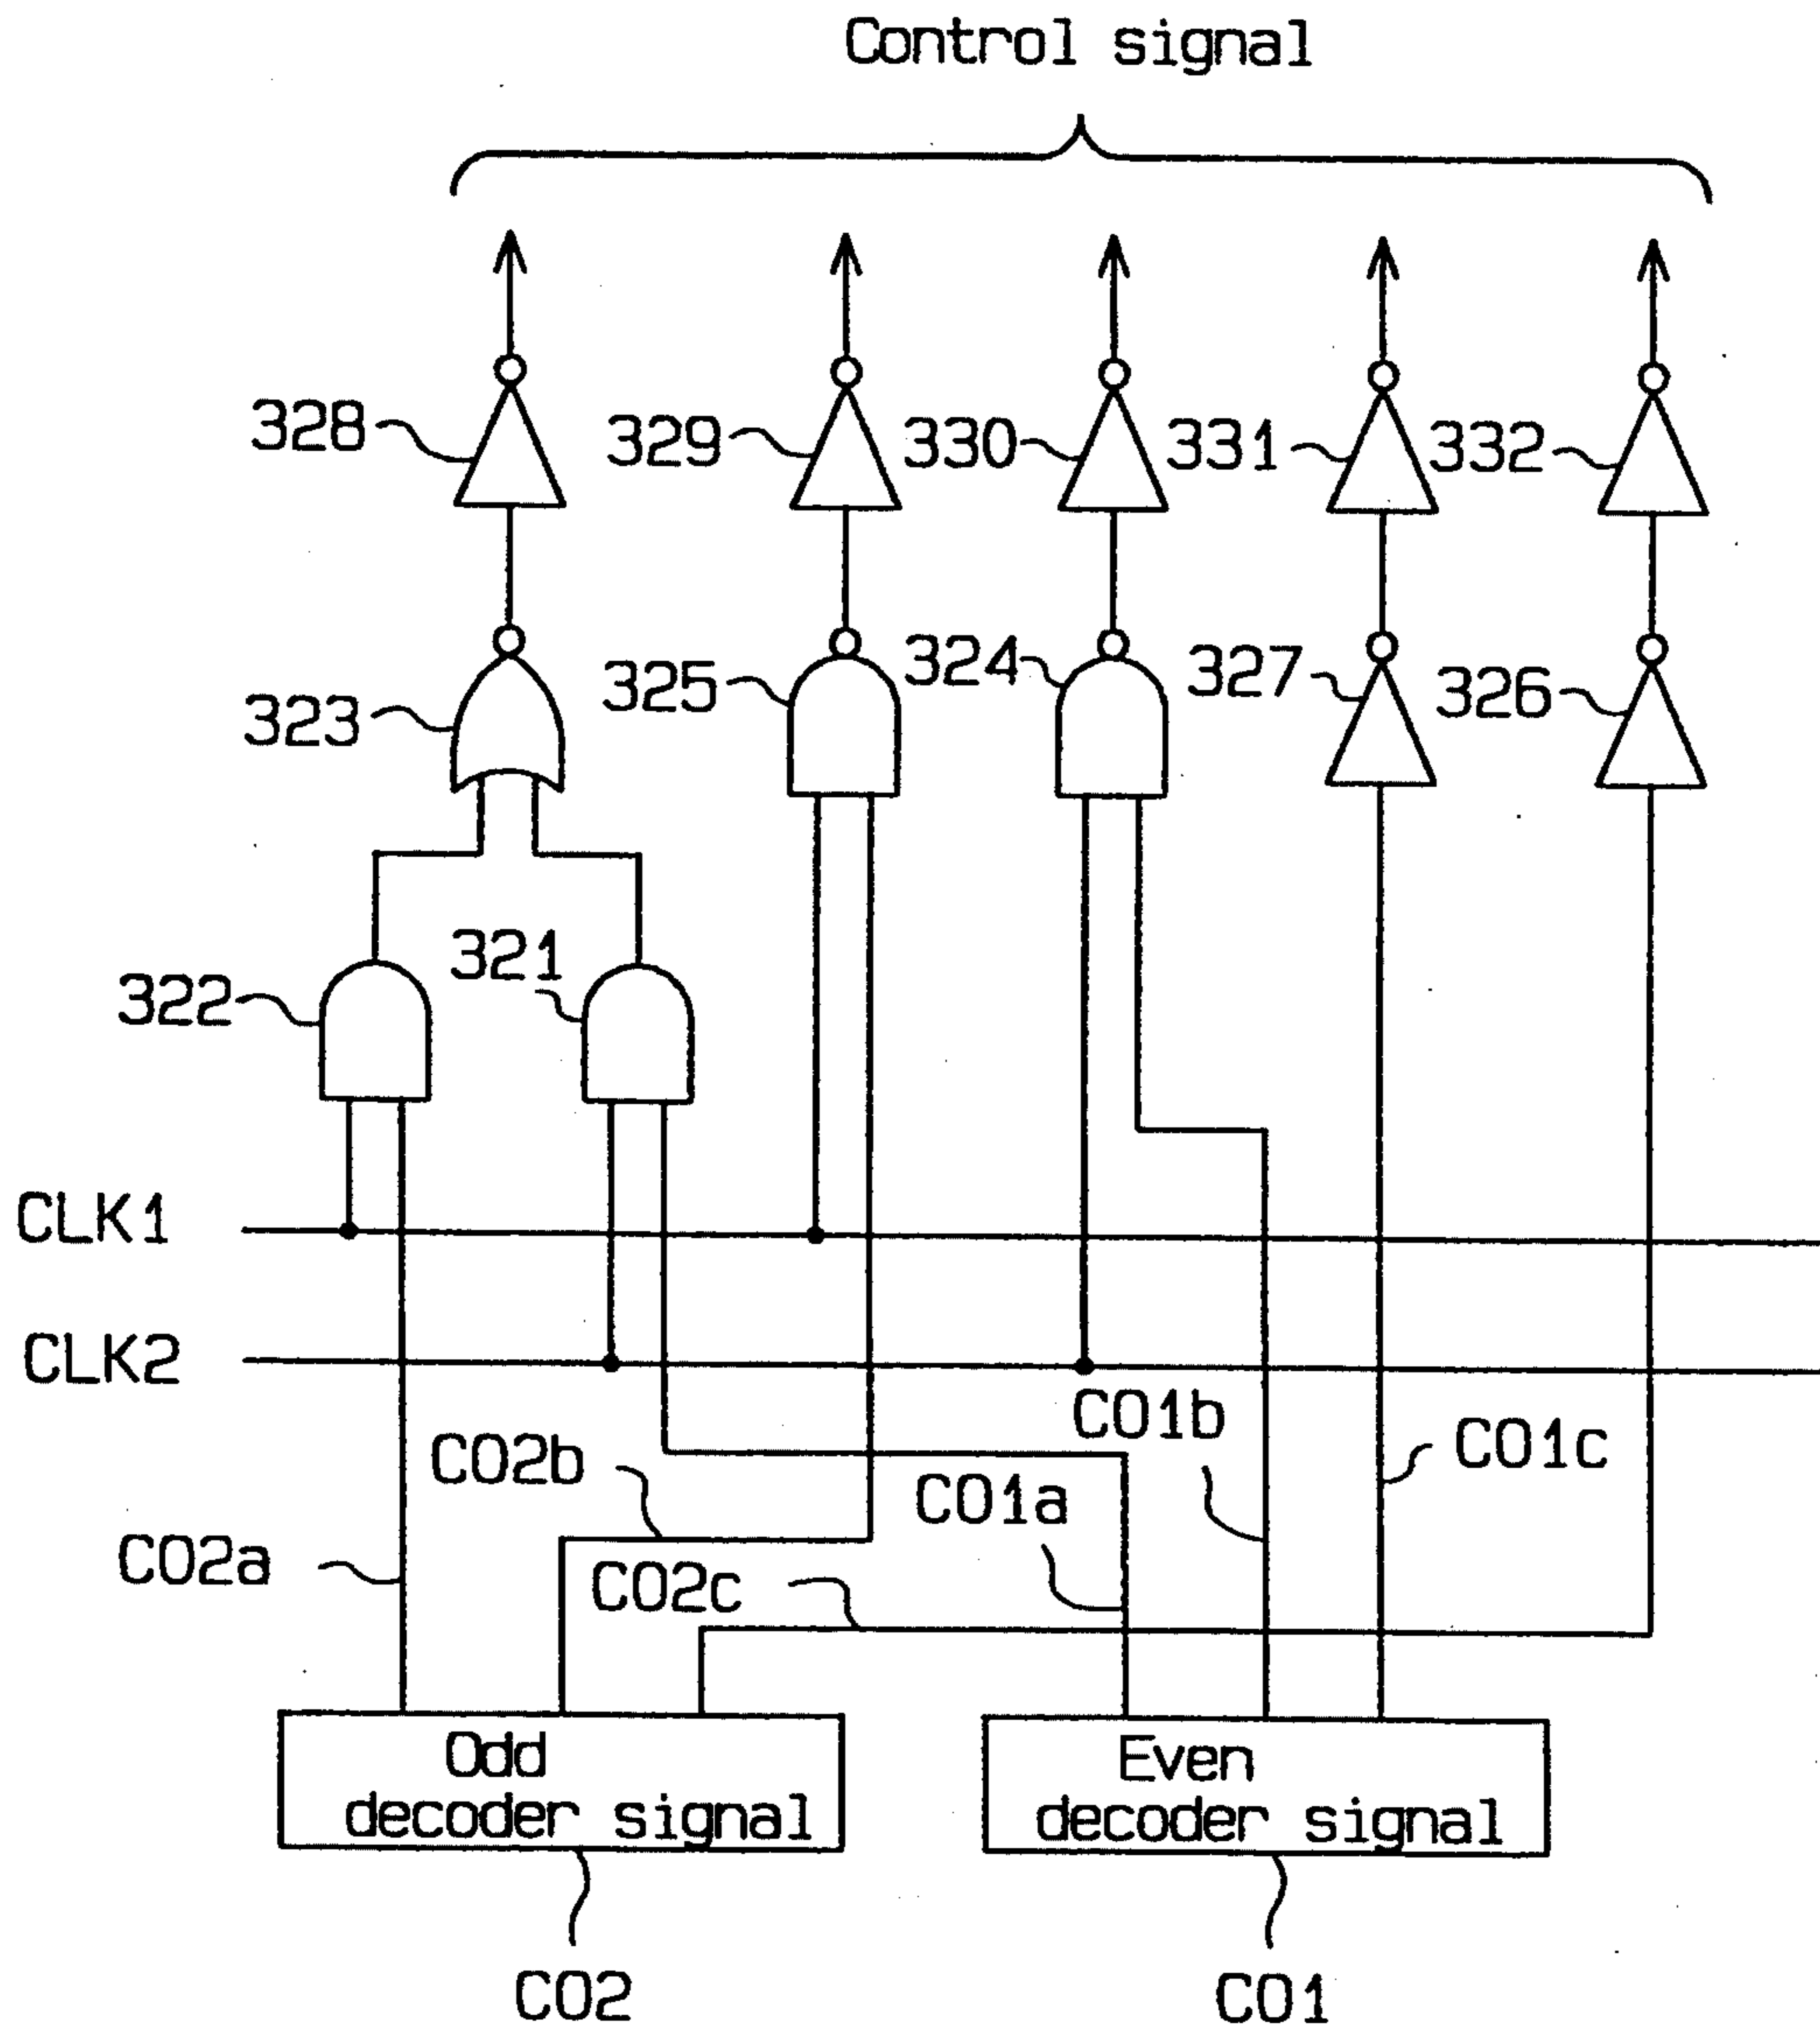 Control signal
328
329
330
331
332
323
325
324
327
326
322
321
CLK1
CLK2
C01b
C01c
C02b
C01a
C02a
C02c
Odd
decoder signal
Even
decoder signal
C02
C01